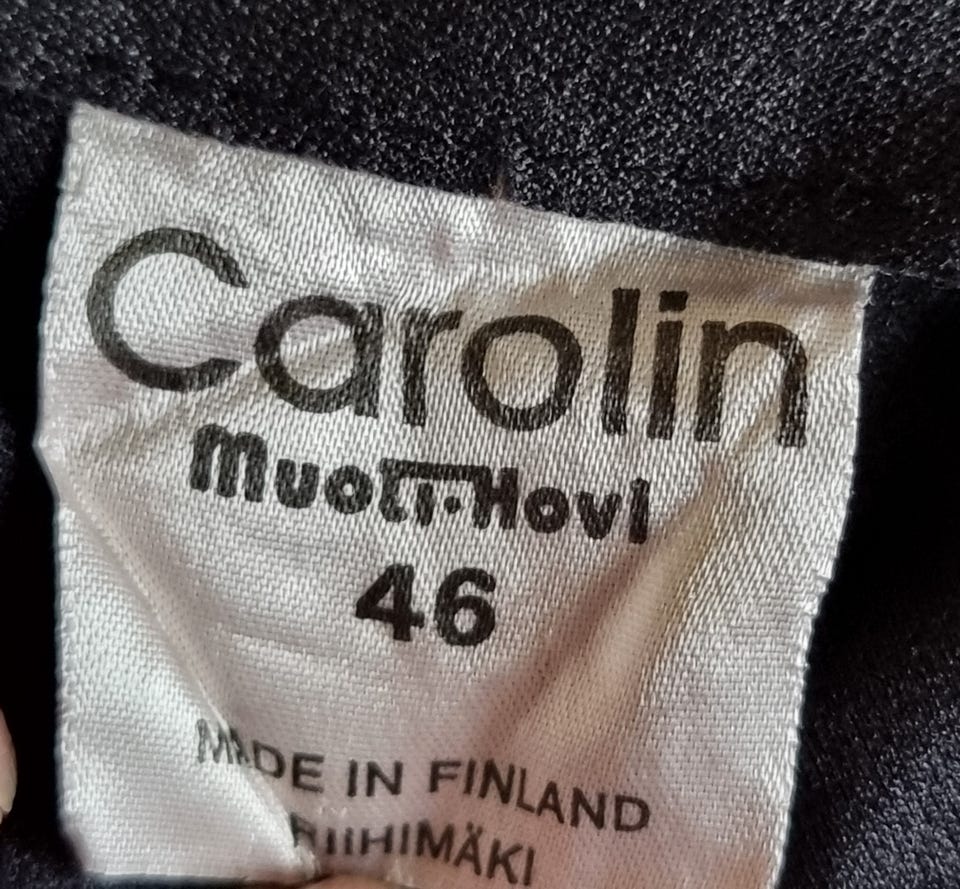 Carolin
Muoti-Hovi
46
MADE IN FINLAND
RIIHIMÄKI